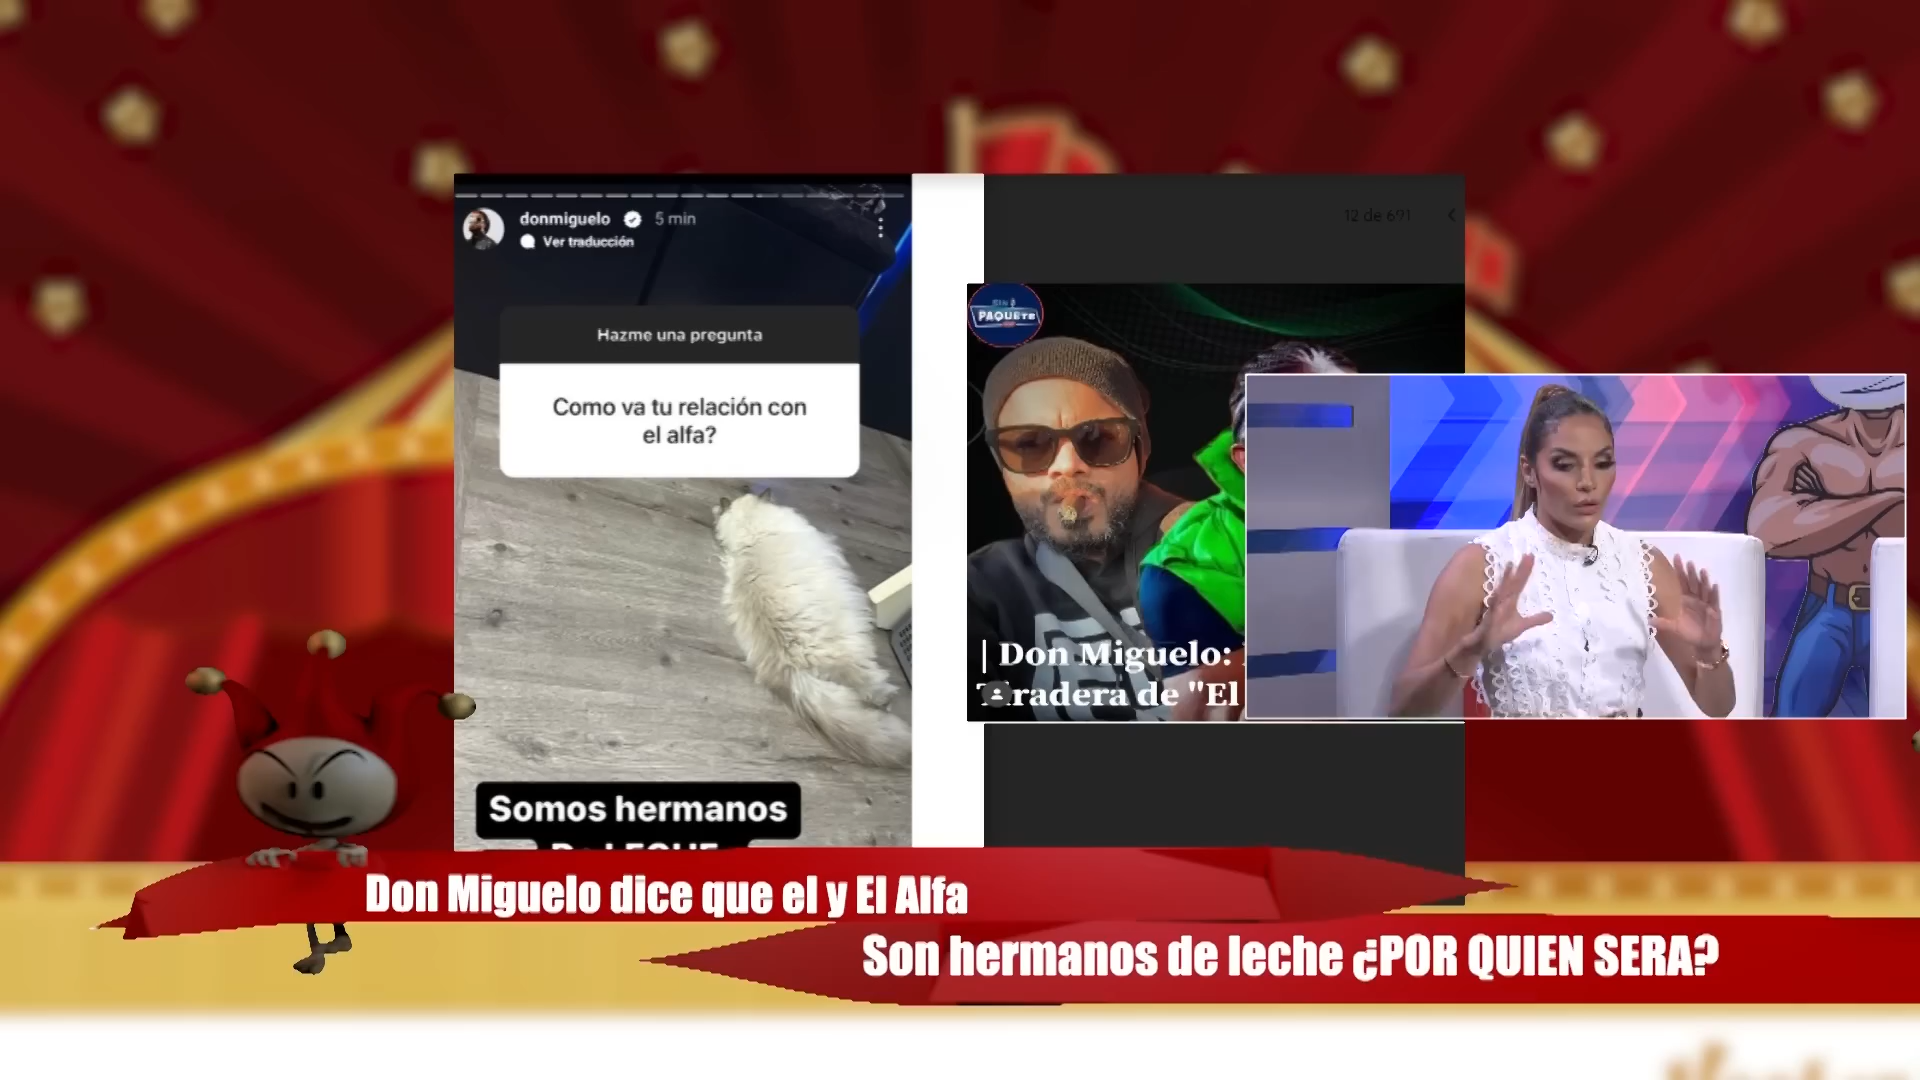 donmiguelo
5 min
Ver traducción
Hazme una pregunta
Como va tu relación con
el alfa?
Somos hermanos
12 de 691
SIN
PAQUETE
| Don Miguelo:
Tiradera de "El
Don Miguelo dice que el y El Alfa
Son hermanos de leche ¿POR QUIEN SERA?